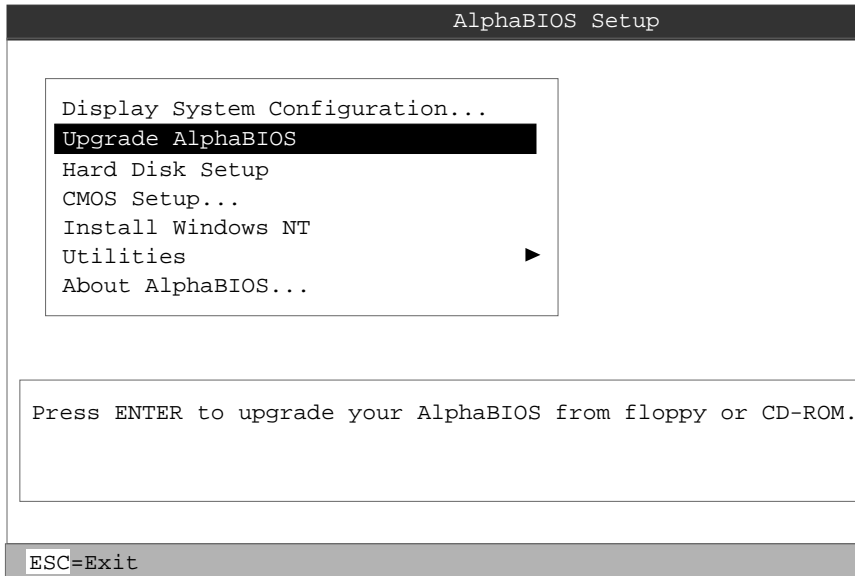 AlphaBIOS Setup
Display System Configuration...
Upgrade AlphaBIOS
Hard Disk Setup
CMOS Setup...
Install Windows NT
Utilities ►
About AlphaBIOS...
Press ENTER to upgrade your AlphaBIOS from floppy or CD-ROM.
ESC=Exit